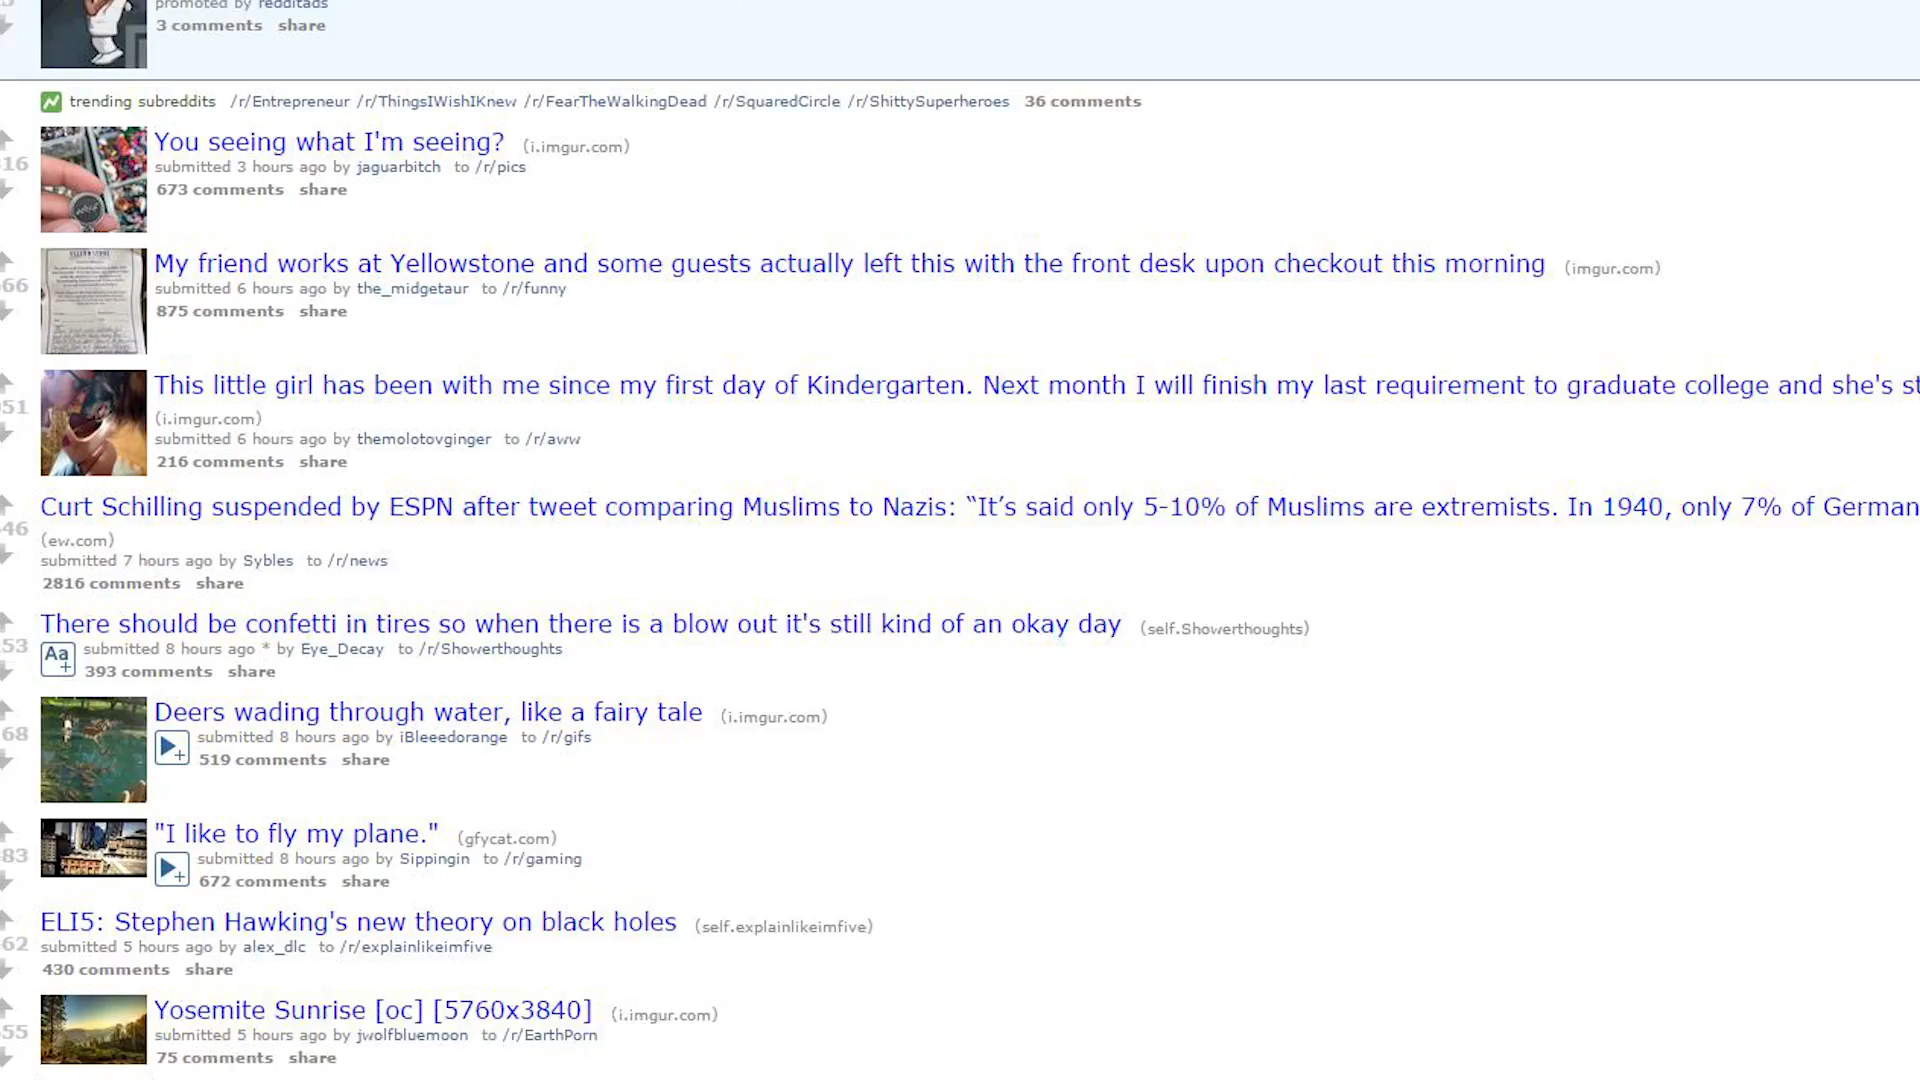 promoted by redditads
3 comments share
trending subreddits /r/Entrepreneur /r/ThingsIWishIKnew /r/FearTheWalkingDead /r/SquaredCircle /r/ShittySuperheroes 36 comments
You seeing what I'm seeing? (i.imgur.com)
16 submitted 3 hours ago by jaguarbitch to /r/pics
673 comments share
YELLOWSTONE
My friend works at Yellowstone and some guests actually left this with the front desk upon checkout this morning (imgur.com)
66 submitted 6 hours ago by the_midgetaur to /r/funny
875 comments share
This little girl has been with me since my first day of Kindergarten. Next month I will finish my last requirement to graduate college and she's st
51 (i.imgur.com)
submitted 6 hours ago by themolotovginger to /r/aww
216 comments share
Curt Schilling suspended by ESPN after tweet comparing Muslims to Nazis: “It’s said only 5-10% of Muslims are extremists. In 1940, only 7% of German
46 (ew.com)
submitted 7 hours ago by Sybles to /r/news
2816 comments share
There should be confetti in tires so when there is a blow out it's still kind of an okay day (self.Showerthoughts)
53 Aa+ submitted 8 hours ago * by Eye_Decay to /r/Showerthoughts
393 comments share
Deers wading through water, like a fairy tale (i.imgur.com)
68 submitted 8 hours ago by iBleeedorange to /r/gifs
519 comments share
"I like to fly my plane." (gfycat.com)
83 submitted 8 hours ago by Sippingin to /r/gaming
672 comments share
ELI5: Stephen Hawking's new theory on black holes (self.explainlikeimfive)
62 submitted 5 hours ago by alex_dlc to /r/explainlikeimfive
430 comments share
Yosemite Sunrise [oc] [5760x3840] (i.imgur.com)
55 submitted 5 hours ago by jwolfbluemoon to /r/EarthPorn
75 comments share